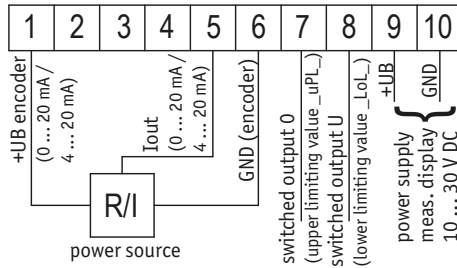 1 2 3 4 5 6 7 8 9 10
+UB encoder
(0 ... 20 mA /
4 ... 20 mA)
Iout
(0 ... 20 mA /
4 ... 20 mA)
GND (encoder)
switched output O
(upper limiting value _uPL_)
switched output U
(lower limiting value _LoL_)
+UB
GND
power supply
meas. display
10 ... 30 V DC
R/I
power source